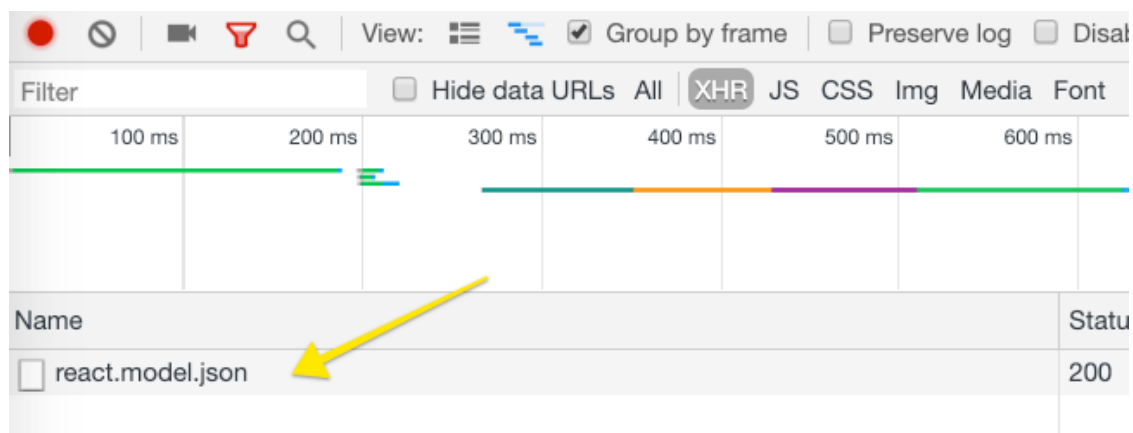 View: Group by frame Preserve log Disab
Filter Hide data URLs All XHR JS CSS Img Media Font
100 ms 200 ms 300 ms 400 ms 500 ms 600 ms
Name Statu
react.model.json 200